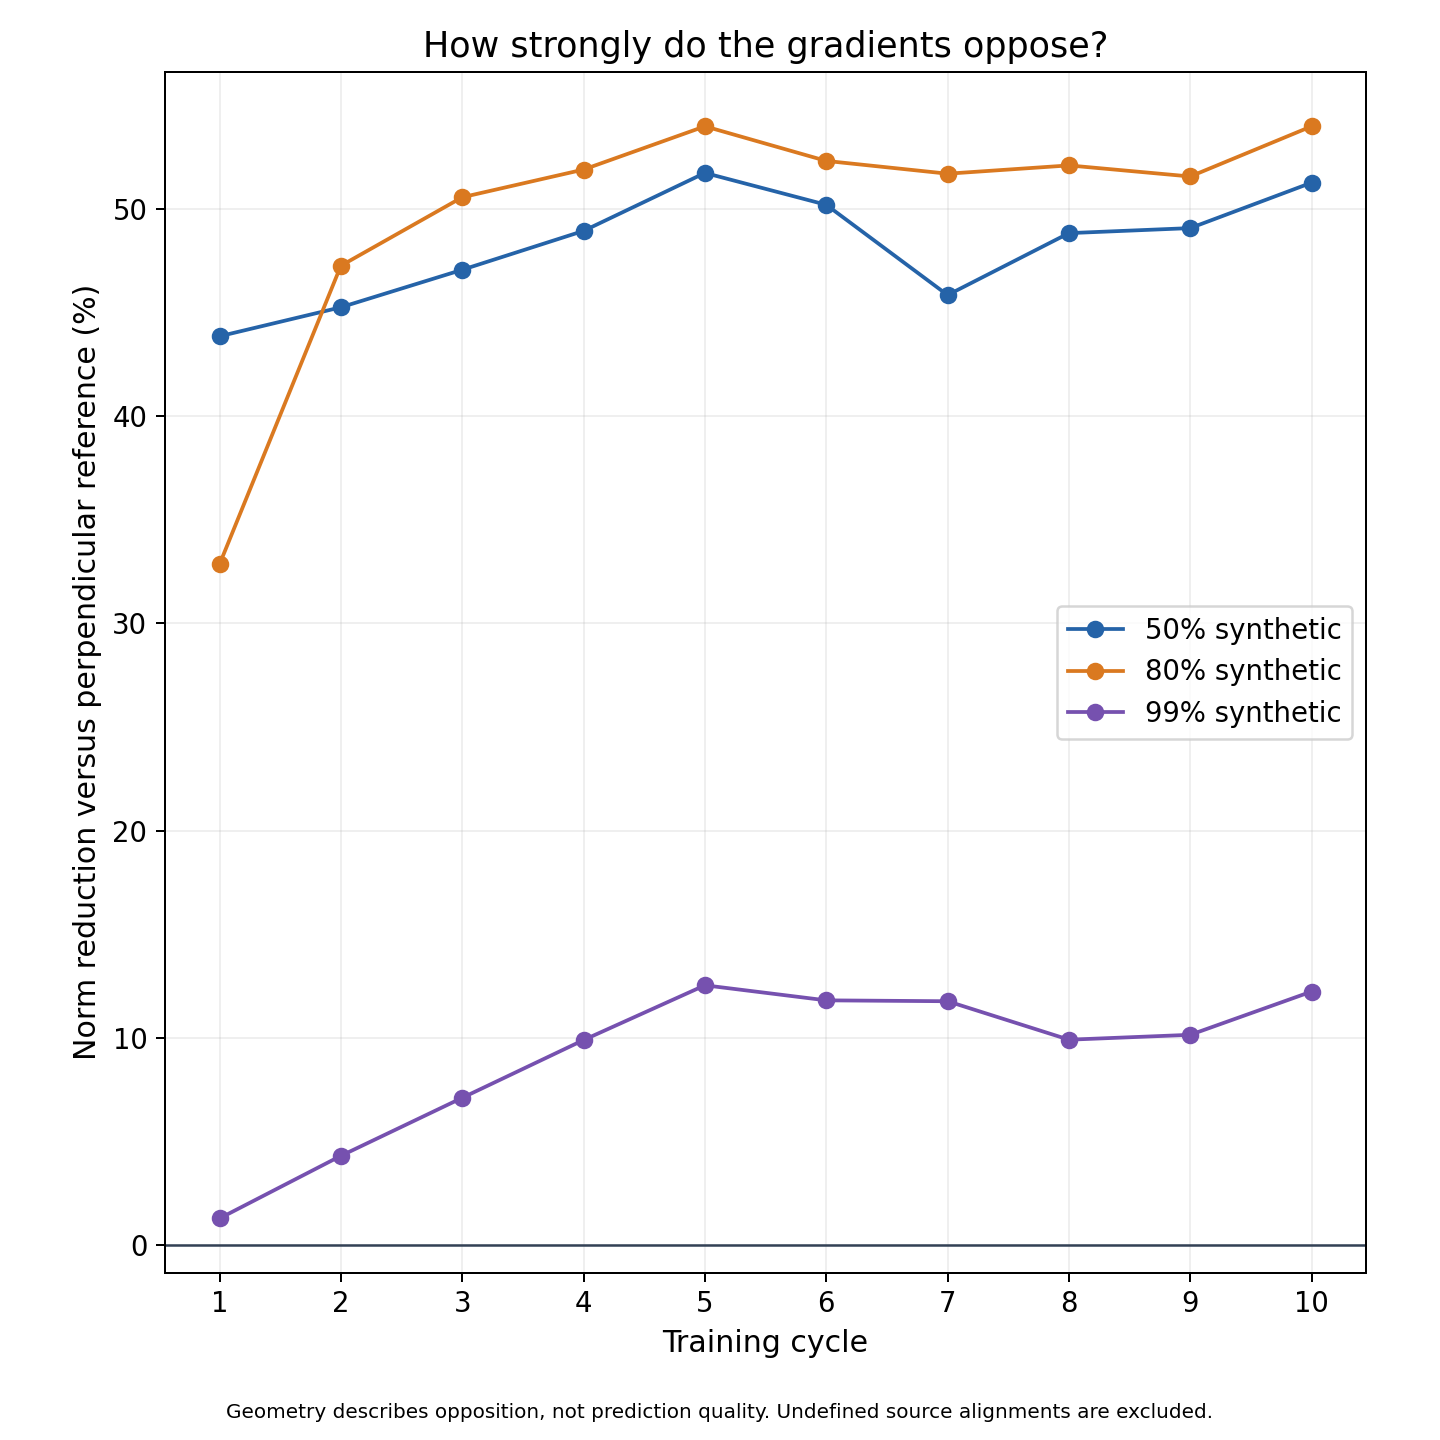 How strongly do the gradients oppose?
Norm reduction versus perpendicular reference (%)
50
40
30
20
10
0
50% synthetic
80% synthetic
99% synthetic
1 2 3 4 5 6 7 8 9 10
Training cycle
Geometry describes opposition, not prediction quality. Undefined source alignments are excluded.